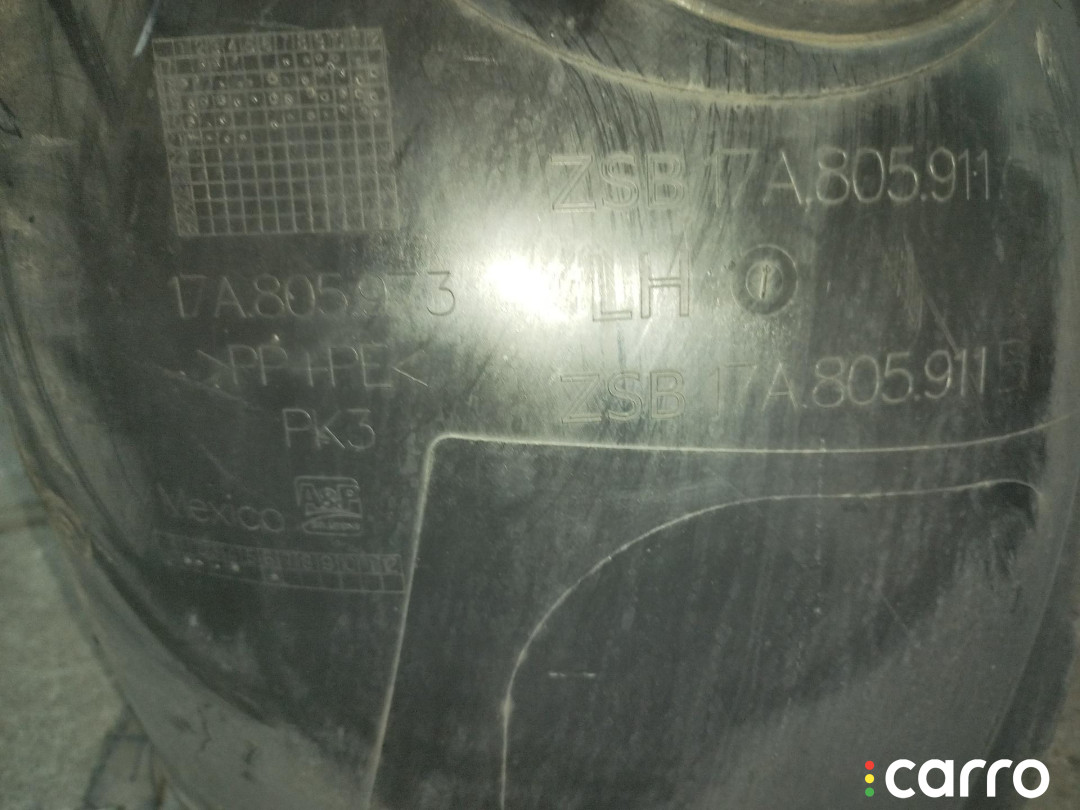 ZSB 17A.805.911
17A.805.973
LH
>PP+PE<
ZSB 17A.805.911 B
PK3
Mexico
A&P
carro